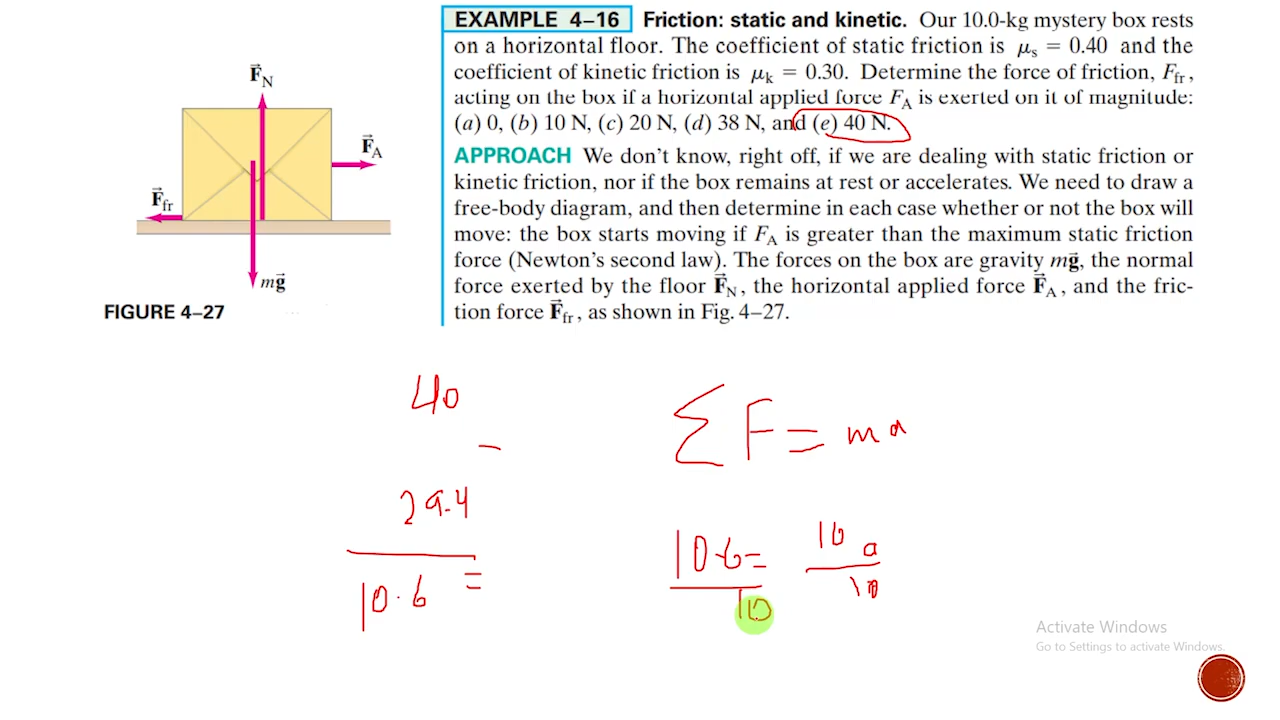 EXAMPLE 4–16 Friction: static and kinetic. Our 10.0-kg mystery box rests
on a horizontal floor. The coefficient of static friction is μs = 0.40 and the
coefficient of kinetic friction is μk = 0.30. Determine the force of friction, Ffr,
acting on the box if a horizontal applied force FA is exerted on it of magnitude:
(a) 0, (b) 10 N, (c) 20 N, (d) 38 N, and (e) 40 N.
APPROACH We don't know, right off, if we are dealing with static friction or
kinetic friction, nor if the box remains at rest or accelerates. We need to draw a
free-body diagram, and then determine in each case whether or not the box will
move: the box starts moving if FA is greater than the maximum static friction
force (Newton's second law). The forces on the box are gravity mg⃗, the normal
force exerted by the floor F⃗N, the horizontal applied force F⃗A, and the fric-
tion force F⃗fr, as shown in Fig. 4–27.
F⃗N
F⃗A
F⃗fr
mg⃗
FIGURE 4–27
40
–
29.4
10.6 =
∑ F = ma
10.6 = 10 a
10 10
Activate Windows
Go to Settings to activate Windows.